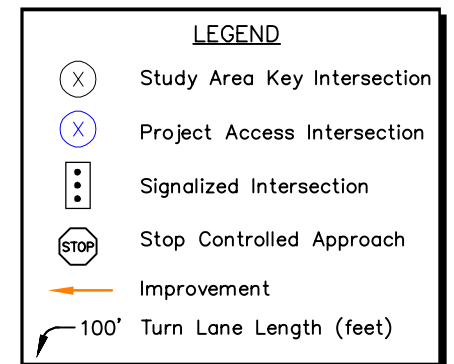 LEGEND
X Study Area Key Intersection
X Project Access Intersection
Signalized Intersection
STOP Stop Controlled Approach
Improvement
100' Turn Lane Length (feet)